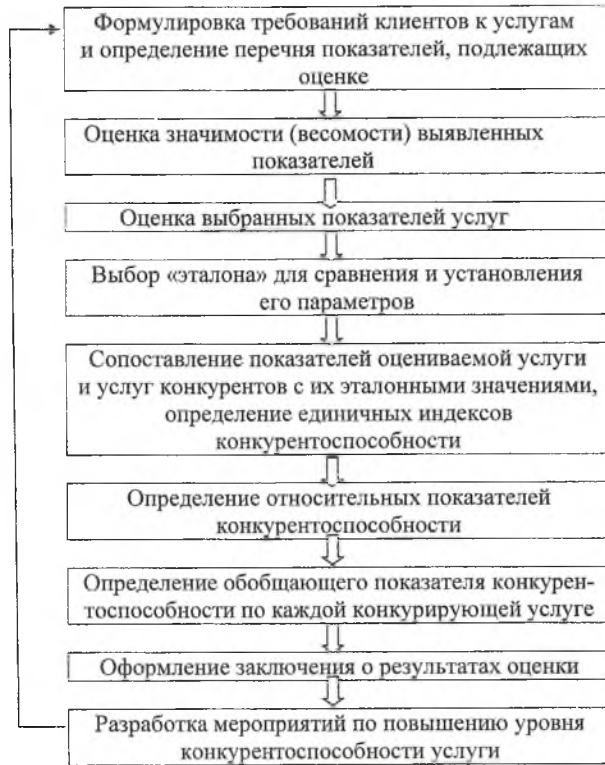 Формулировка требований клиентов к услугам
и определение перечня показателей, подлежащих
оценке
Оценка значимости (весомости) выявленных
показателей
Оценка выбранных показателей услуг
Выбор «эталона» для сравнения и установления
его параметров
Сопоставление показателей оцениваемой услуги
и услуг конкурентов с их эталонными значениями,
определение единичных индексов
конкурентоспособности
Определение относительных показателей
конкурентоспособности
Определение обобщающего показателя конкурен-
тоспособности по каждой конкурирующей услуге
Оформление заключения о результатах оценки
Разработка мероприятий по повышению уровня
конкурентоспособности услуги